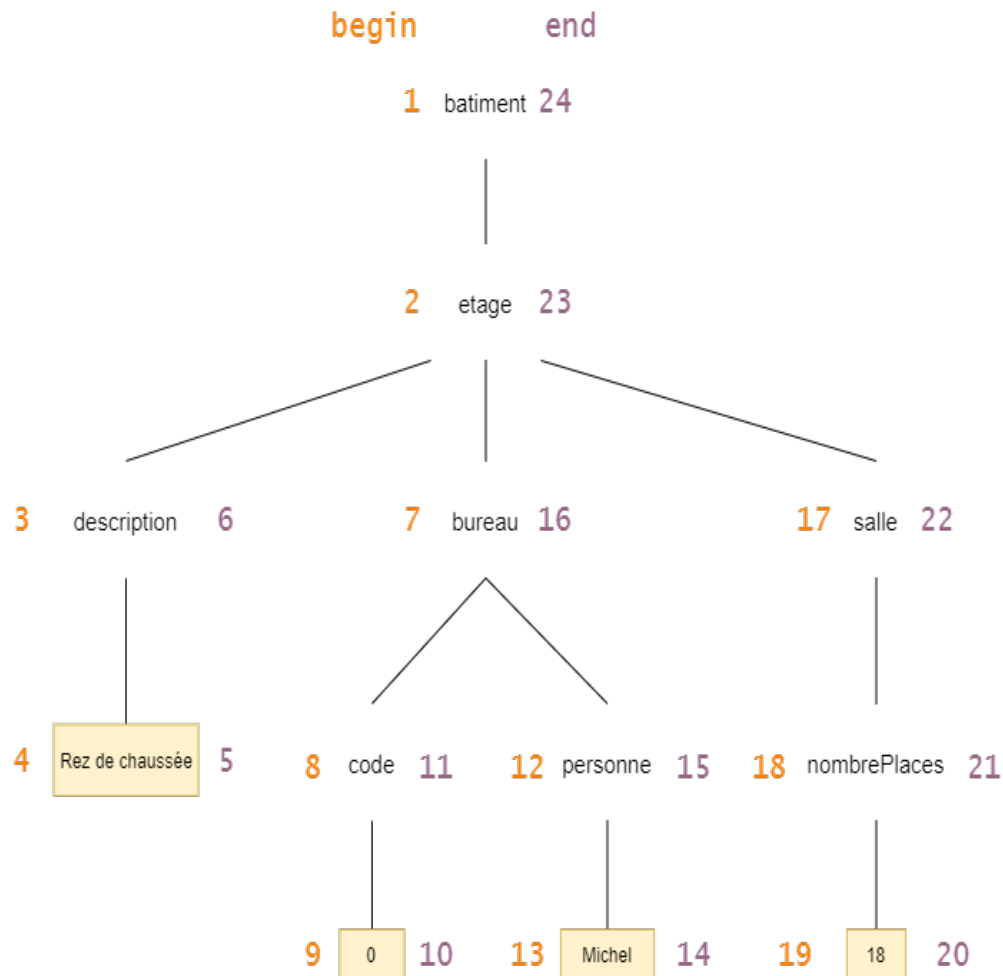 begin end
1 batiment 24
2 etage 23
3 description 6 7 bureau 16 17 salle 22
4 Rez de chaussée 5 8 code 11 12 personne 15 18 nombrePlaces 21
9 0 10 13 Michel 14 19 18 20